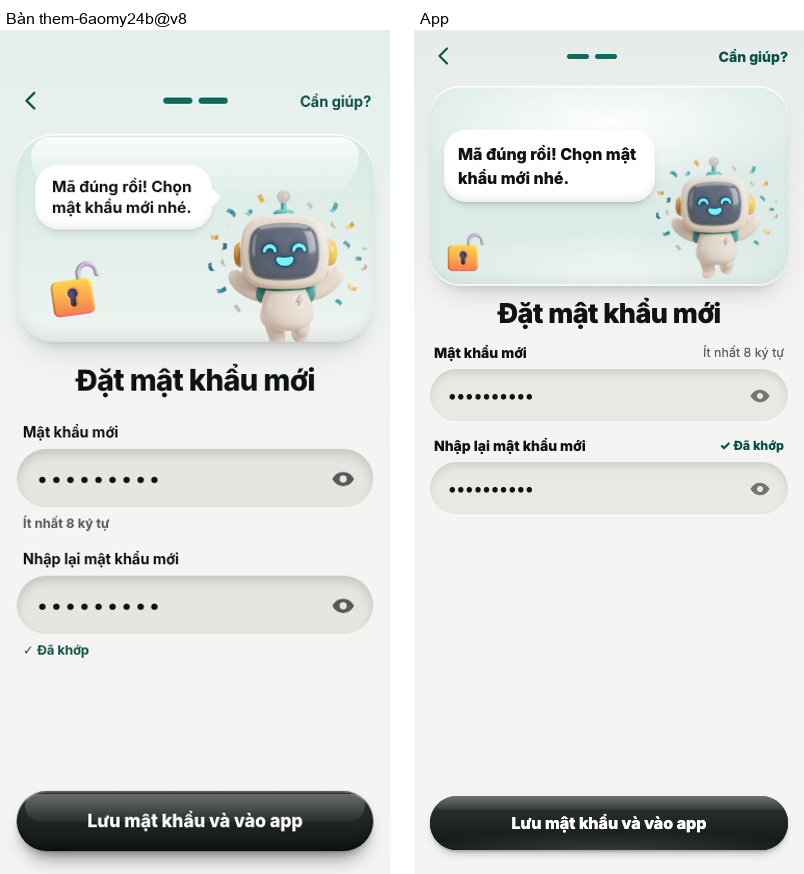 Bản them-6aomy24b@v8
Cần giúp?
Mã đúng rồi! Chọn
mật khẩu mới nhé.
Đặt mật khẩu mới
Mật khẩu mới
Ít nhất 8 ký tự
Nhập lại mật khẩu mới
✓ Đã khớp
Lưu mật khẩu và vào app
App
Cần giúp?
Mã đúng rồi! Chọn mật
khẩu mới nhé.
Đặt mật khẩu mới
Mật khẩu mới
Ít nhất 8 ký tự
Nhập lại mật khẩu mới
✓ Đã khớp
Lưu mật khẩu và vào app